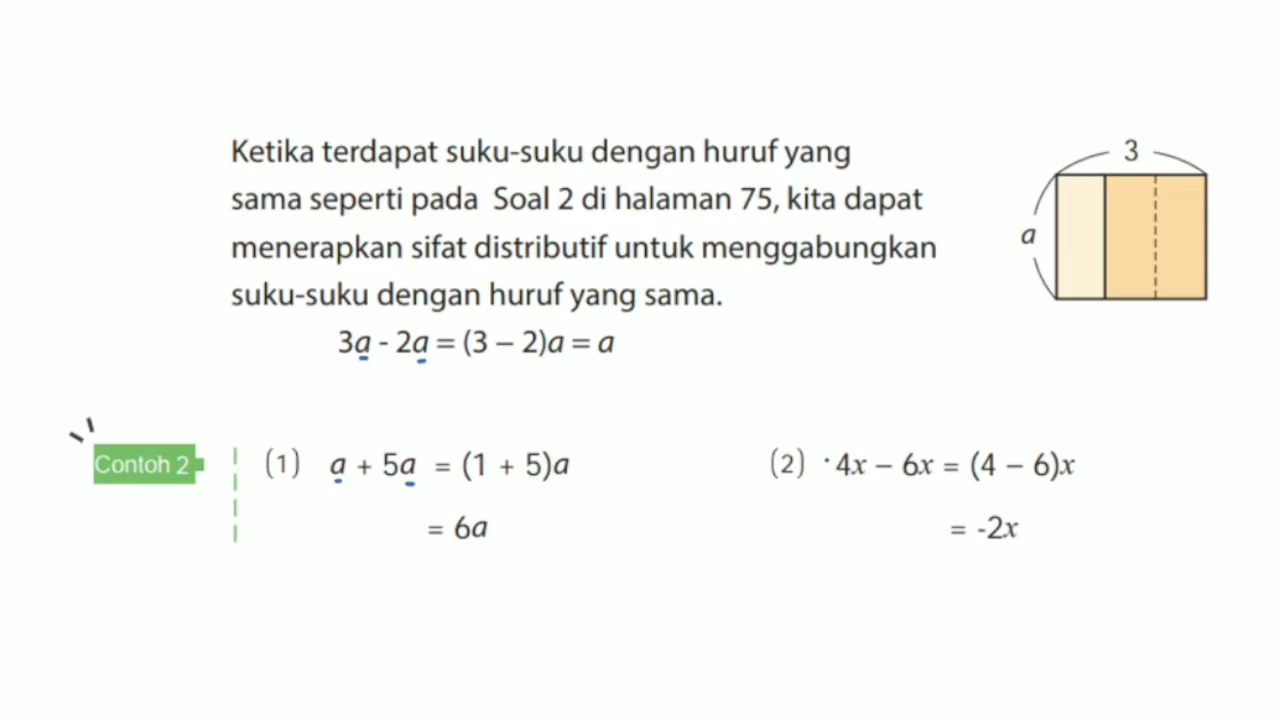 Ketika terdapat suku-suku dengan huruf yang
sama seperti pada Soal 2 di halaman 75, kita dapat
menerapkan sifat distributif untuk menggabungkan
suku-suku dengan huruf yang sama.
3a - 2a = (3 – 2)a = a
3
a
Contoh 2
(1) a + 5a = (1 + 5)a
= 6a
(2) 4x – 6x = (4 – 6)x
= -2x